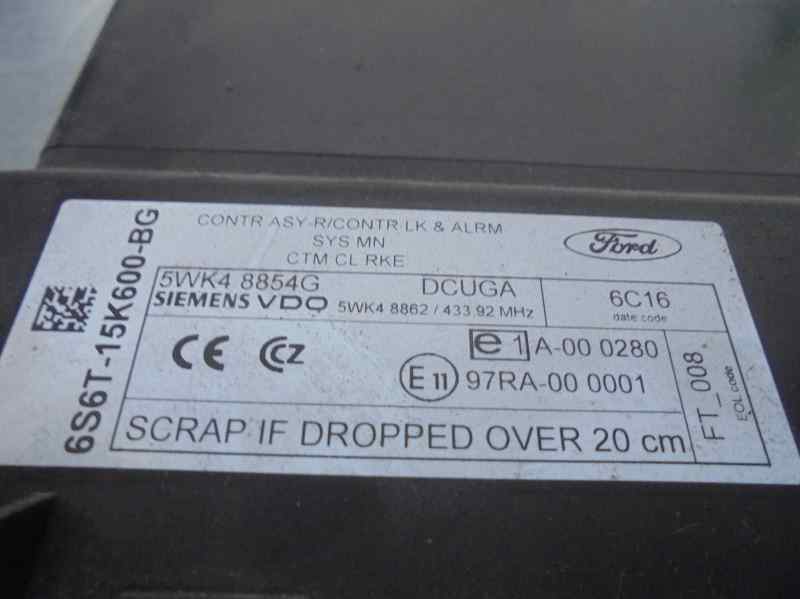 CONTR ASY-R/CONTR LK & ALRM
SYS MN
CTM CL RKE
Ford
6S6T-15K600-BG
5WK4 8854G DCUGA
SIEMENS VDO 5WK4 8862 / 433.92 MHz
6C16
date code
CE CZ
e 1 A-00 0280
E 11 97RA-00 0001
FT_008
EOL code
SCRAP IF DROPPED OVER 20 cm